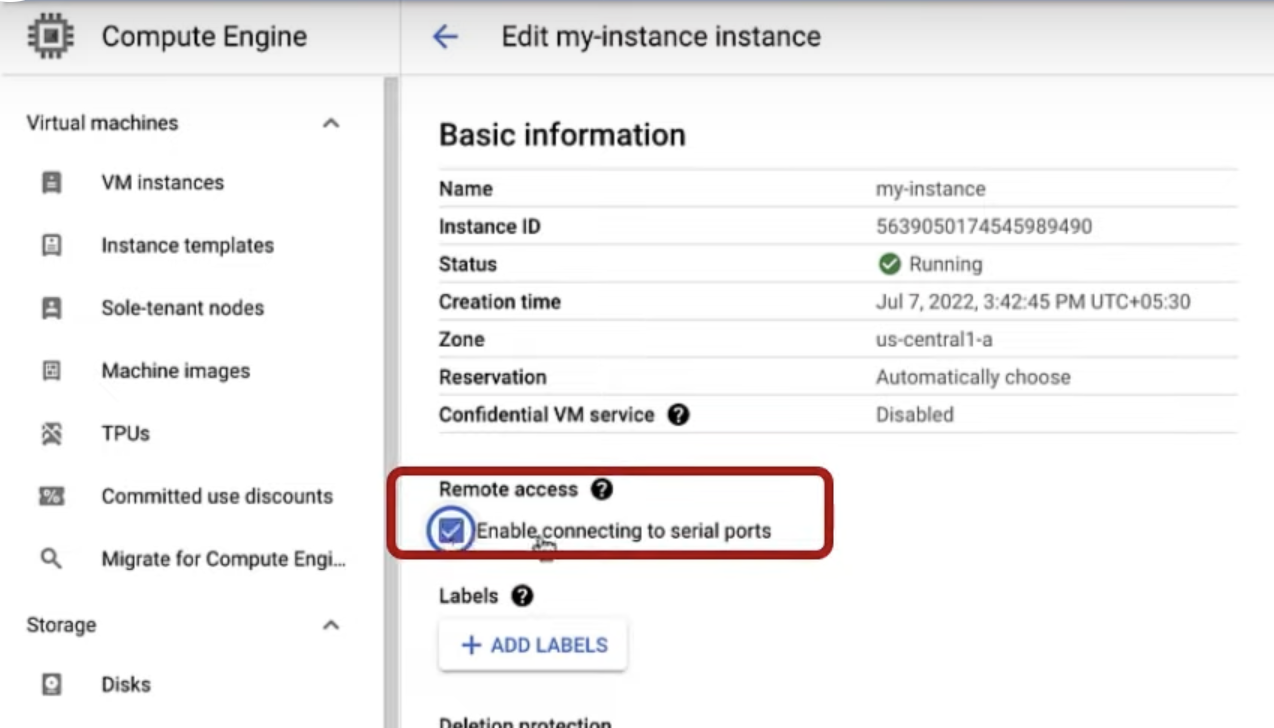 Compute Engine
Edit my-instance instance
Virtual machines
VM instances
Instance templates
Sole-tenant nodes
Machine images
TPUs
Committed use discounts
Migrate for Compute Engi...
Storage
Disks
Basic information
Name my-instance
Instance ID 5639050174545989490
Status Running
Creation time Jul 7, 2022, 3:42:45 PM UTC+05:30
Zone us-central1-a
Reservation Automatically choose
Confidential VM service ? Disabled
Remote access ?
Enable connecting to serial ports
Labels ?
+ ADD LABELS
Deletion protection